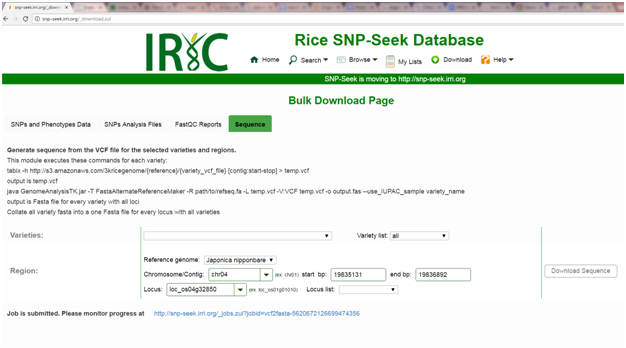 snp-seek.irri.org/_downl
snp-seek.irri.org/_download.zul
IRIC
Rice SNP-Seek Database
Home Search Browse My Lists Download Help
SNP-Seek is moving to http://snp-seek.irri.org
Bulk Download Page
SNPs and Phenotypes Data SNPs Analysis Files FastQC Reports Sequence
Generate sequence from the VCF file for the selected varieties and regions.
This module executes these commands for each variety:
tabix -h http://s3.amazonaws.com/3kricegenome/{reference}/{variety_vcf_file} [contig:start-stop] > temp.vcf
output is temp.vcf
java GenomeAnalysisTK.jar -T FastaAlternateReferenceMaker -R path/to/refseq.fa -L temp.vcf -V:VCF temp.vcf -o output.fas --use_IUPAC_sample variety_name
output is Fasta file for every variety with all loci
Collate all variety fasta into a one Fasta file for every locus with all varieties
Varieties: Variety list: all
Reference genome: Japonica nipponbare
Region: Chromosome/Contig: chr04 (ex chr01) start bp: 19835131 end bp: 19836892 Download Sequence
Locus: loc_os04g32850 (ex loc_os01g01010) Locus list:
Job is submitted. Please monitor progress at http://snp-seek.irri.org/_jobs.zul?jobid=vcf2fasta-5620672126699474356